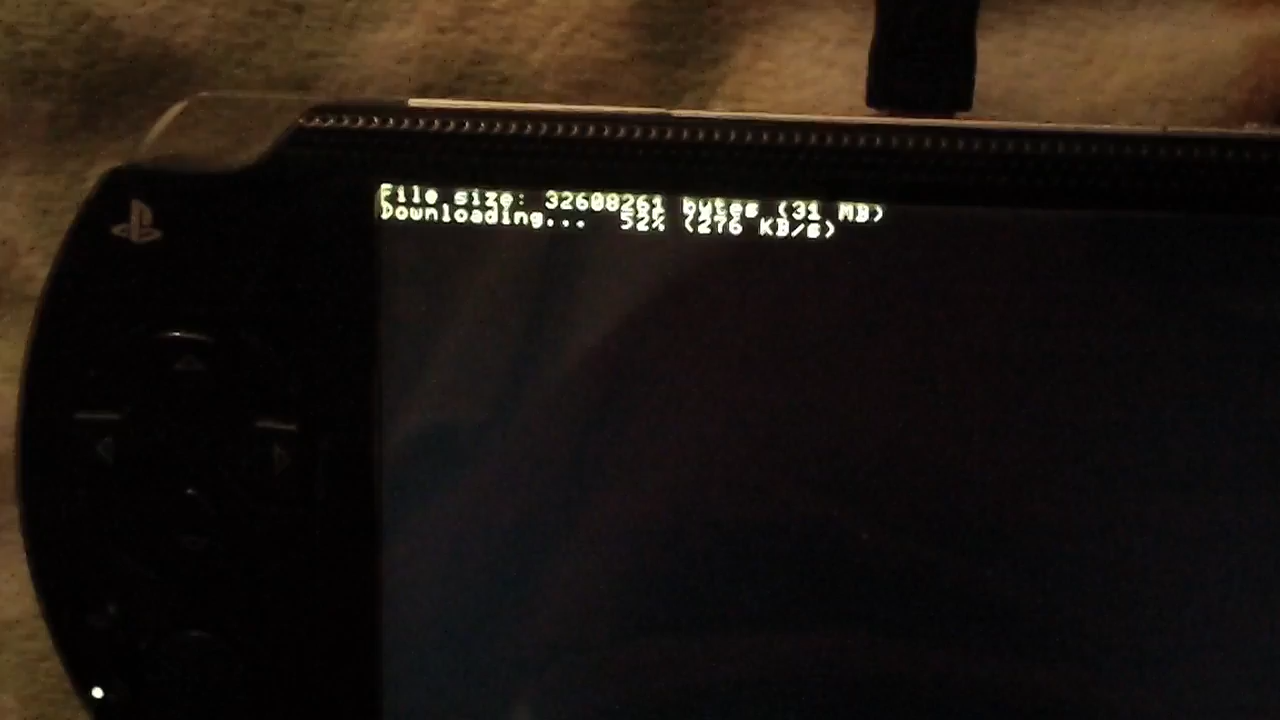 File size: 32608261 bytes (31 MB)
Downloading... 52% (276 KB/s)